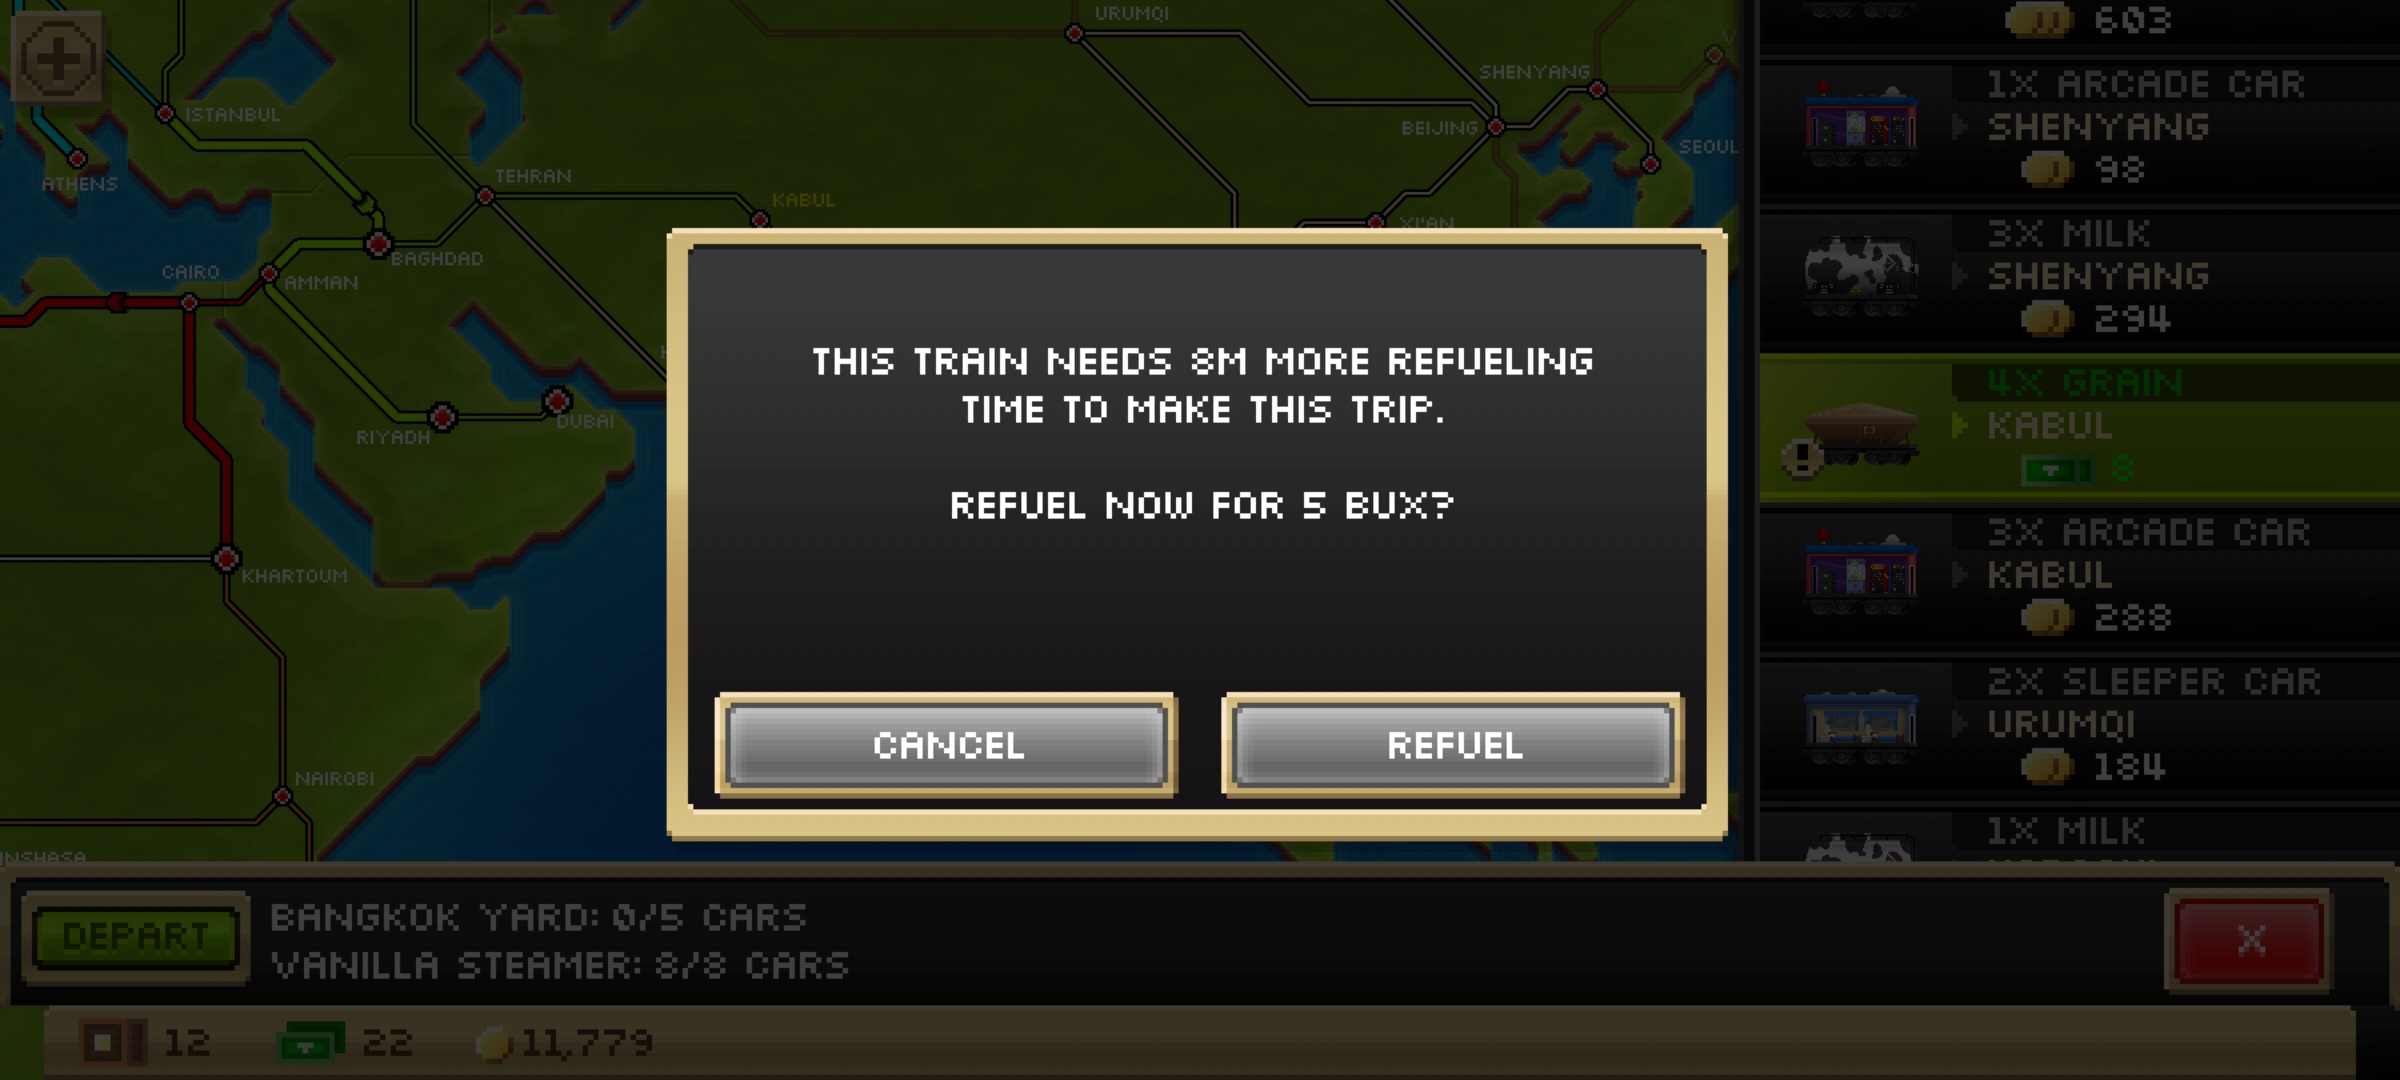 URUMQI
SHENYANG
ISTANBUL
BEIJING
SEOUL
TEHRAN
ATHENS
KABUL
XI'AN
BAGHDAD
CAIRO
AMMAN
RIYADH
DUBAI
KHARTOUM
NAIROBI
603
1X ARCADE CAR
SHENYANG
98
3X MILK
SHENYANG
294
4X GRAIN
KABUL
8
3X ARCADE CAR
KABUL
288
2X SLEEPER CAR
URUMQI
184
1X MILK
THIS TRAIN NEEDS 8M MORE REFUELING
TIME TO MAKE THIS TRIP.
REFUEL NOW FOR 5 BUX?
CANCEL
REFUEL
DEPART
BANGKOK YARD: 0/5 CARS
VANILLA STEAMER: 8/8 CARS
X
12
22
11,779